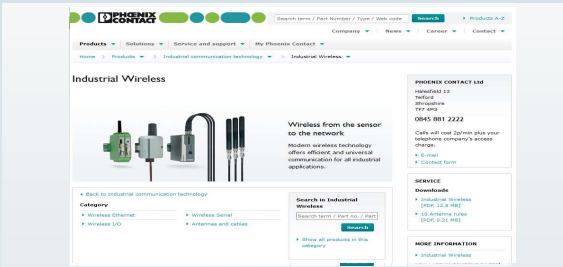 PHŒNIX CONTACT
Search term / Part Number / Type / Web code
Search
Products A-Z
Company
News
Career
Contact
Products
Solutions
Service and support
My Phoenix Contact
Home > Products > Industrial communication technology > Industrial Wireless
Industrial Wireless
Wireless from the sensor
to the network
Modern wireless technology
offers efficient and universal
communication for all industrial
applications.
Back to Industrial communication technology
Category
Wireless Ethernet
Wireless Serial
Wireless I/O
Antennas and cables
Search in Industrial
Wireless
Search term / Part no. / Part
Search
Show all products in this
category
PHOENIX CONTACT Ltd
Halesfield 13
Telford
Shropshire
TF7 4PG
0845 881 2222
Calls will cost 2p/min plus your
telephone company's access
charge.
E-mail
Contact form
SERVICE
Downloads
Industrial Wireless
[PDF, 12.8 MB]
10 Antenna rules
[PDF, 0.21 MB]
MORE INFORMATION
Industrial Wireless